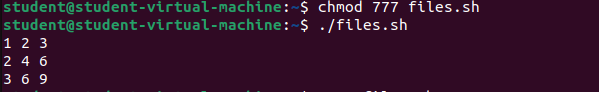 student@student-virtual-machine:~$ chmod 777 files.sh
student@student-virtual-machine:~$ ./files.sh
1 2 3
2 4 6
3 6 9